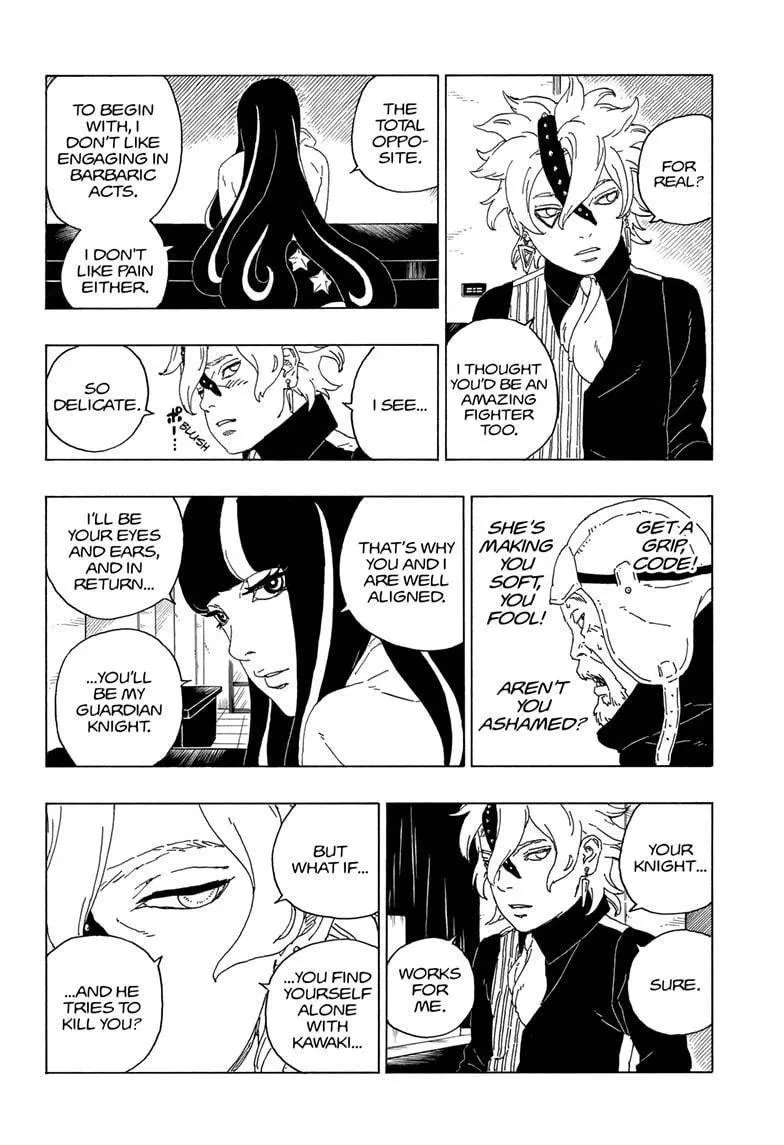 FOR
REAL?
I THOUGHT
YOU'D BE AN
AMAZING
FIGHTER
TOO.
THE
TOTAL
OPPO-
SITE.
TO BEGIN
WITH, I
DON'T LIKE
ENGAGING IN
BARBARIC
ACTS.
I DON'T
LIKE PAIN
EITHER.
I SEE...
ポ
ー
BLUSH
SO
DELICATE.
GET A
GRIP,
CODE!
SHE'S
MAKING
YOU
SOFT,
YOU
FOOL!
AREN'T
YOU
ASHAMED?
THAT'S WHY
YOU AND I
ARE WELL
ALIGNED.
I'LL BE
YOUR EYES
AND EARS,
AND IN
RETURN...
...YOU'LL
BE MY
GUARDIAN
KNIGHT.
YOUR
KNIGHT...
SURE.
WORKS
FOR
ME.
BUT
WHAT IF...
...YOU FIND
YOURSELF
ALONE
WITH
KAWAKI...
...AND HE
TRIES TO
KILL YOU?